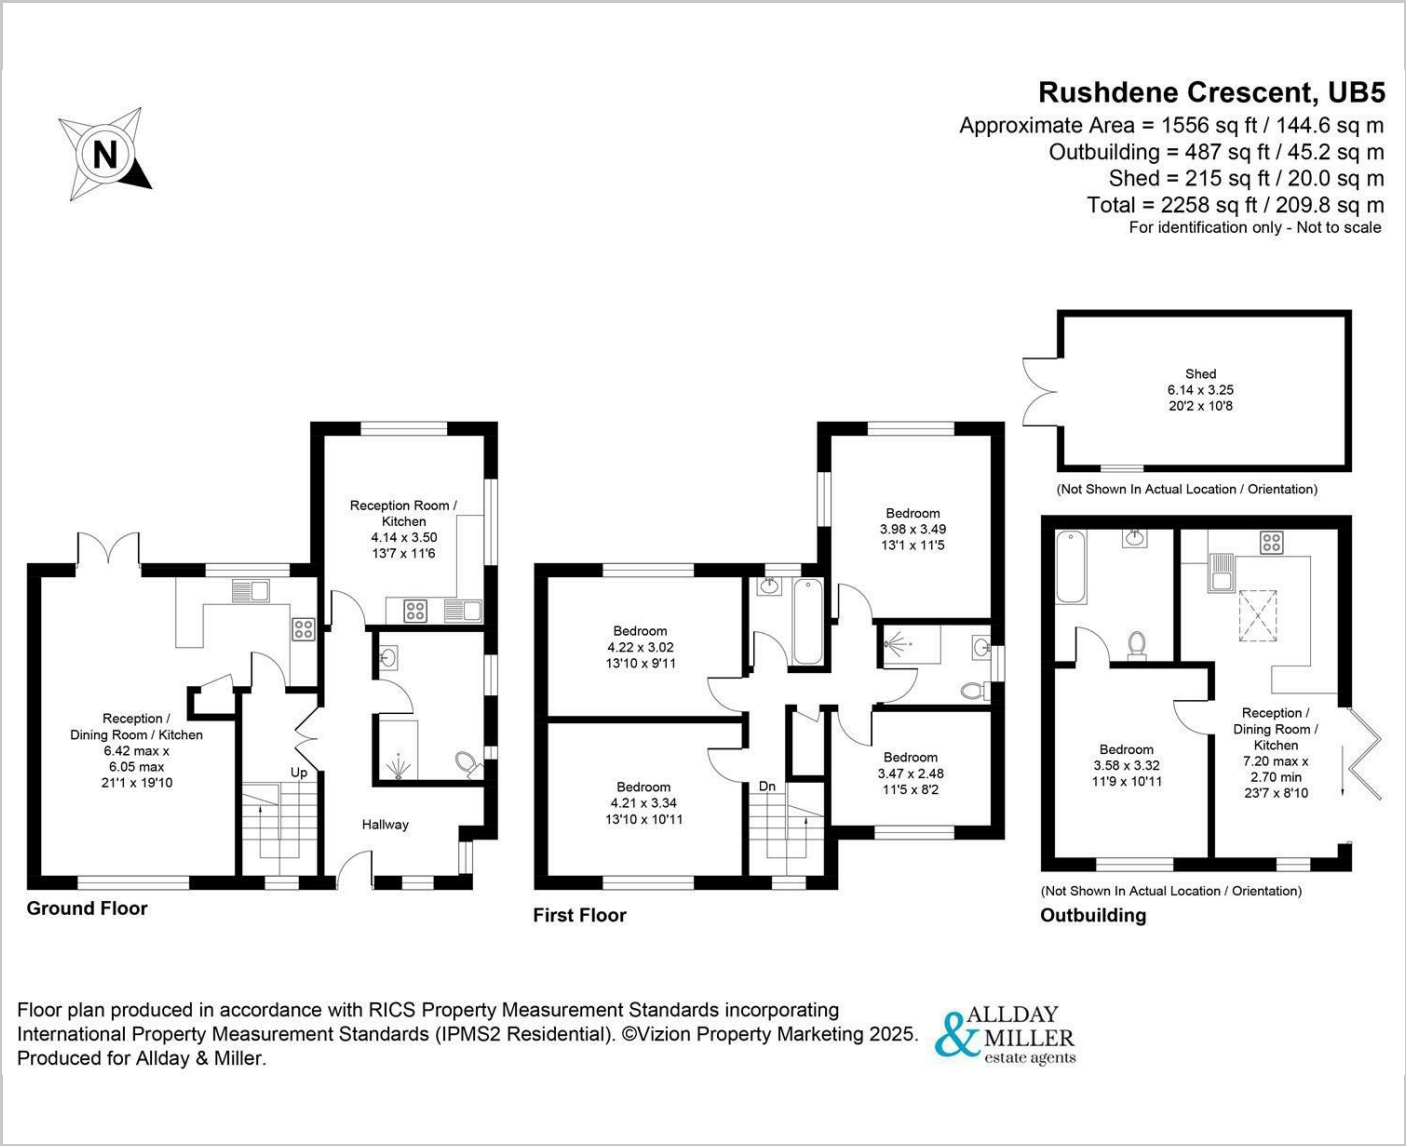 N
Rushdene Crescent, UB5
Approximate Area = 1556 sq ft / 144.6 sq m
Outbuilding = 487 sq ft / 45.2 sq m
Shed = 215 sq ft / 20.0 sq m
Total = 2258 sq ft / 209.8 sq m
For identification only - Not to scale
Shed
6.14 x 3.25
20'2 x 10'8
(Not Shown In Actual Location / Orientation)
Reception Room /
Kitchen
4.14 x 3.50
13'7 x 11'6
Reception /
Dining Room / Kitchen
6.42 max x
6.05 max
21'1 x 19'10
Up
Hallway
Ground Floor
Bedroom
3.98 x 3.49
13'1 x 11'5
Bedroom
4.22 x 3.02
13'10 x 9'11
Bedroom
4.21 x 3.34
13'10 x 10'11
Dn
Bedroom
3.47 x 2.48
11'5 x 8'2
First Floor
Bedroom
3.58 x 3.32
11'9 x 10'11
Reception /
Dining Room /
Kitchen
7.20 max x
2.70 min
23'7 x 8'10
(Not Shown In Actual Location / Orientation)
Outbuilding
Floor plan produced in accordance with RICS Property Measurement Standards incorporating
International Property Measurement Standards (IPMS2 Residential). ©Vizion Property Marketing 2025.
Produced for Allday & Miller.
ALLDAY
& MILLER
estate agents